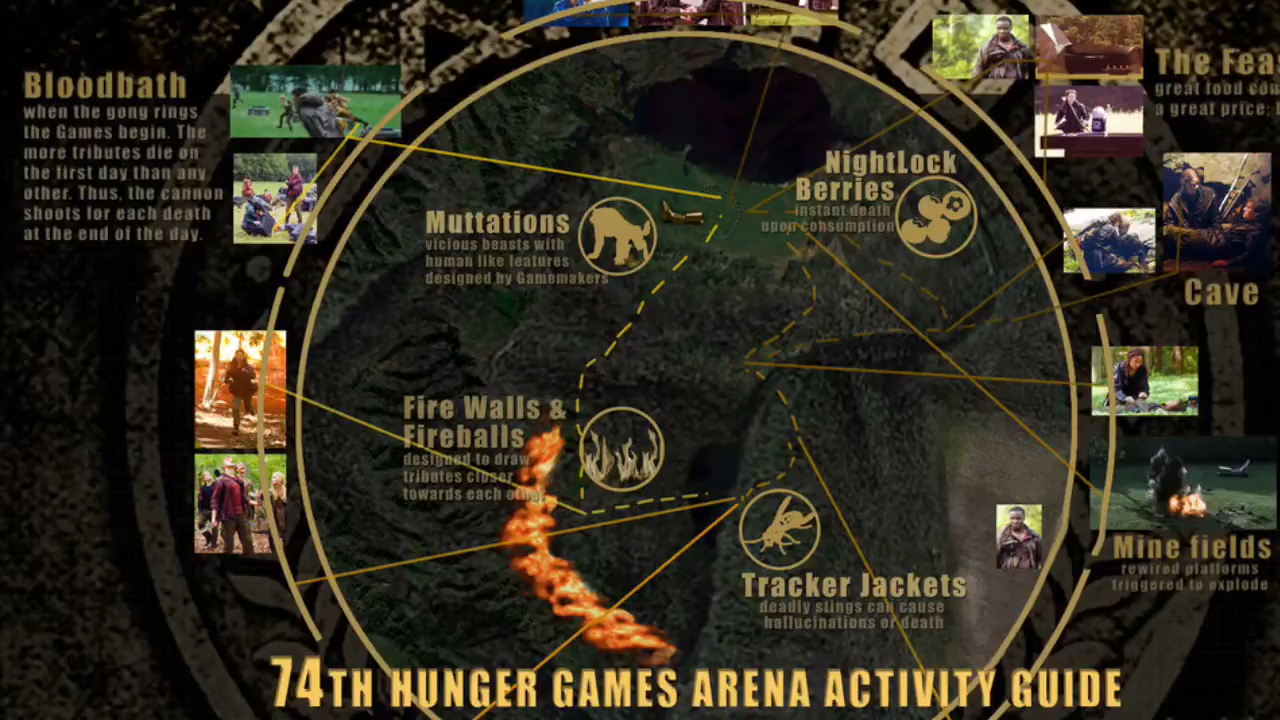 Bloodbath
when the gong rings
the Games begin. The
more tributes die on
the first day than any
other. Thus, the cannon
shoots for each death
at the end of the day.
The
great food
a great price;
NightLock
Berries
instant death
upon consumption
Muttations
vicious beasts with
human like features
designed by Gamemakers
Cave
Fire Walls &
Fireballs
designed to draw
tributes closer
towards each other
Mine fields
rewired platforms
triggered to explode
Tracker Jackets
deadly stings can cause
hallucinations or death
74TH HUNGER GAMES ARENA ACTIVITY GUIDE